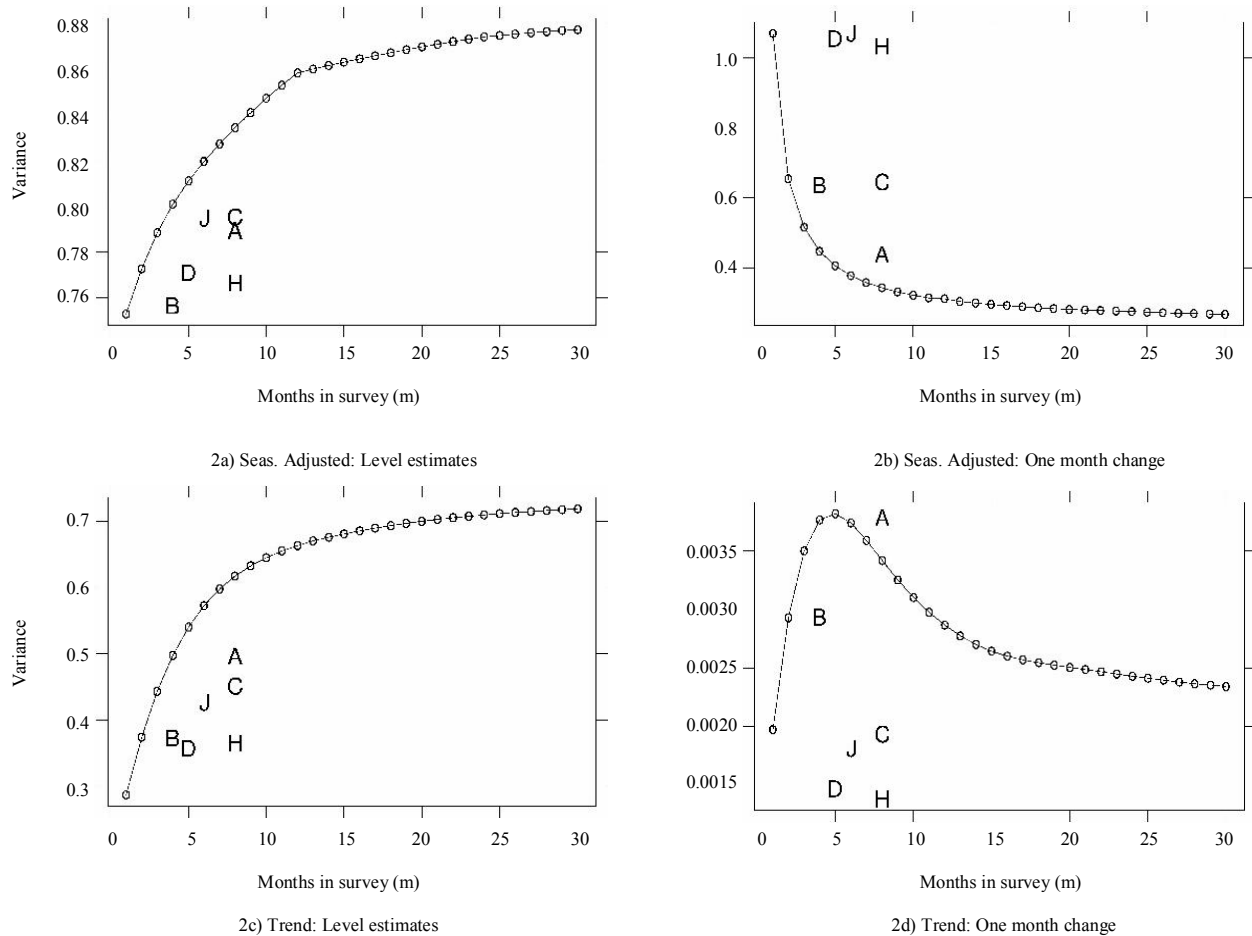 0.88
0.86
0.84
0.82
0.80
0.78
0.76
Variance
J
C
A
D
H
B
0 5 10 15 20 25 30
Months in survey (m)
2a) Seas. Adjusted: Level estimates
1.0
0.8
0.6
0.4
D J H
B C
A
0 5 10 15 20 25 30
Months in survey (m)
2b) Seas. Adjusted: One month change
0.7
0.6
0.5
0.4
0.3
Variance
A
C
J
B D H
0 5 10 15 20 25 30
Months in survey (m)
2c) Trend: Level estimates
0.0035
0.0030
0.0025
0.0020
0.0015
A
B
C
J
D H
0 5 10 15 20 25 30
Months in survey (m)
2d) Trend: One month change